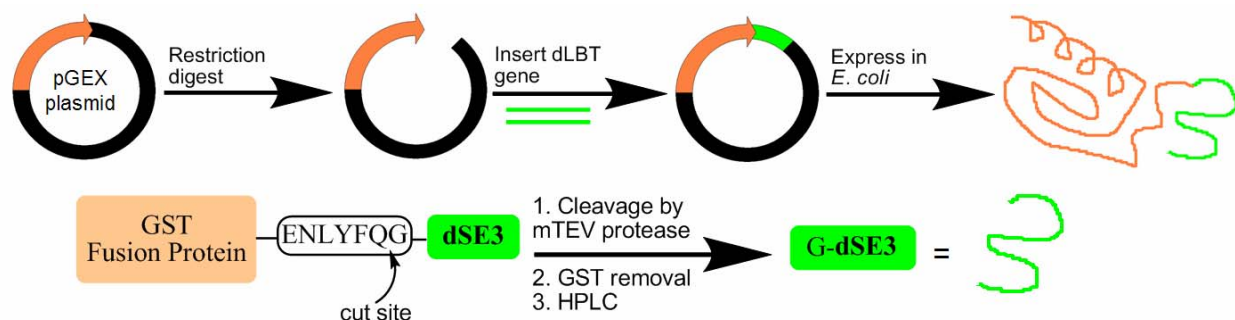 pGEX
plasmid
Restriction
digest
Insert dLBT
gene
Express in
E. coli
GST
Fusion Protein
ENLYFQG
cut site
dSE3
1. Cleavage by
mTEV protease
2. GST removal
3. HPLC
G-dSE3
=